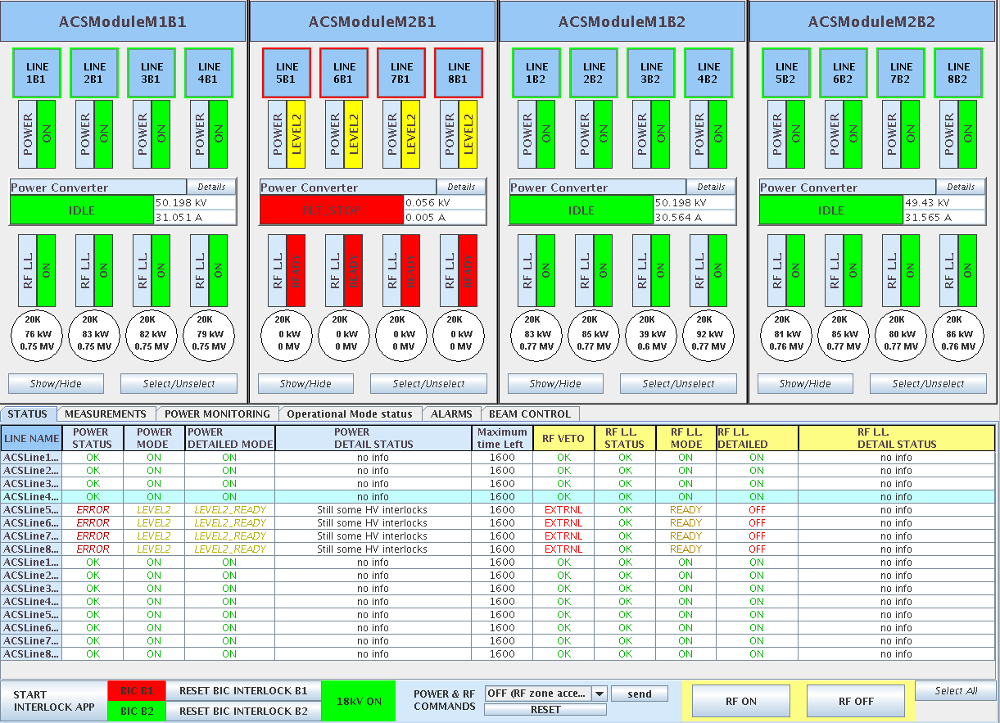 ACSModuleM1B1 ACSModuleM2B1 ACSModuleM1B2 ACSModuleM2B2
LINE LINE LINE LINE LINE LINE LINE LINE LINE LINE LINE LINE LINE LINE LINE LINE
1B1 2B1 3B1 4B1 5B1 6B1 7B1 8B1 1B2 2B2 3B2 4B2 5B2 6B2 7B2 8B2
POWER ON POWER ON POWER ON POWER ON POWER LEVEL2 POWER LEVEL2 POWER LEVEL2 POWER LEVEL2 POWER ON POWER ON POWER ON POWER ON POWER ON POWER ON POWER ON POWER ON
Power Converter Details Power Converter Details Power Converter Details Power Converter Details
IDLE 50.198 kV FLT_STOP 0.056 kV IDLE 50.198 kV IDLE 49.43 kV
31.051 A 0.005 A 30.564 A 31.565 A
RF L.L ON RF L.L ON RF L.L ON RF L.L ON RF L.L READY RF L.L READY RF L.L READY RF L.L READY RF L.L ON RF L.L ON RF L.L ON RF L.L ON RF L.L ON RF L.L ON RF L.L ON RF L.L ON
20K 20K 20K 20K 20K 20K 20K 20K 20K 20K 20K 20K 20K 20K 20K 20K
76 kW 83 kW 82 kW 79 kW 0 kW 0 kW 0 kW 0 kW 83 kW 85 kW 39 kW 92 kW 81 kW 85 kW 80 kW 86 kW
0.75 MV 0.75 MV 0.75 MV 0.75 MV 0 MV 0 MV 0 MV 0 MV 0.77 MV 0.77 MV 0.6 MV 0.77 MV 0.76 MV 0.77 MV 0.77 MV 0.76 MV
Show/Hide Select/Unselect Show/Hide Select/Unselect Show/Hide Select/Unselect Show/Hide Select/Unselect
STATUS MEASUREMENTS POWER MONITORING Operational Mode status ALARMS BEAM CONTROL
LINE NAME POWER STATUS POWER MODE POWER DETAILED MODE POWER DETAIL STATUS Maximum time Left RF VETO RF L.L. STATUS RF L.L. MODE RF L.L. DETAILED RF L.L. DETAIL STATUS
ACSLine1... OK ON ON no info 1600 OK OK ON ON no info
ACSLine2... OK ON ON no info 1600 OK OK ON ON no info
ACSLine3... OK ON ON no info 1600 OK OK ON ON no info
ACSLine4... OK ON ON no info 1600 OK OK ON ON no info
ACSLine5... ERROR LEVEL2 LEVEL2_READY Still some HV interlocks 1600 EXTRNL OK READY OFF no info
ACSLine6... ERROR LEVEL2 LEVEL2_READY Still some HV interlocks 1600 EXTRNL OK READY OFF no info
ACSLine7... ERROR LEVEL2 LEVEL2_READY Still some HV interlocks 1600 EXTRNL OK READY OFF no info
ACSLine8... ERROR LEVEL2 LEVEL2_READY Still some HV interlocks 1600 EXTRNL OK READY OFF no info
ACSLine1... OK ON ON no info 1600 OK OK ON ON no info
ACSLine2... OK ON ON no info 1600 OK OK ON ON no info
ACSLine3... OK ON ON no info 1600 OK OK ON ON no info
ACSLine4... OK ON ON no info 1600 OK OK ON ON no info
ACSLine5... OK ON ON no info 1600 OK OK ON ON no info
ACSLine6... OK ON ON no info 1600 OK OK ON ON no info
ACSLine7... OK ON ON no info 1600 OK OK ON ON no info
ACSLine8... OK ON ON no info 1600 OK OK ON ON no info
START INTERLOCK APP
BIC B1 RESET BIC INTERLOCK B1
BIC B2 RESET BIC INTERLOCK B2
18kV ON
POWER & RF COMMANDS
OFF (RF zone acce... send
RESET
RF ON RF OFF Select All